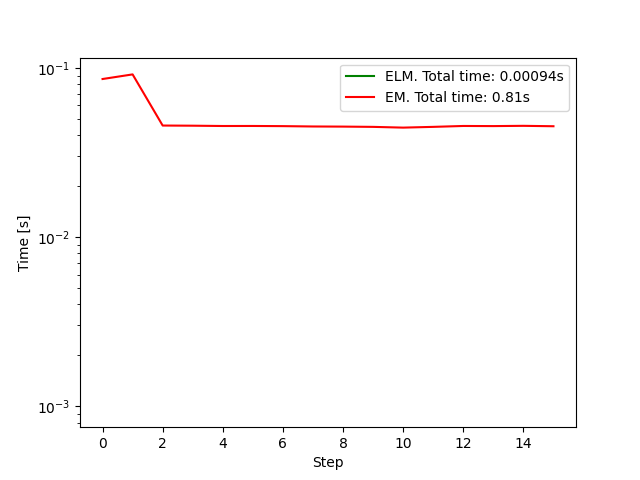 ELM. Total time: 0.00094s
EM. Total time: 0.81s
10⁻¹
10⁻²
10⁻³
Time [s]
0 2 4 6 8 10 12 14
Step